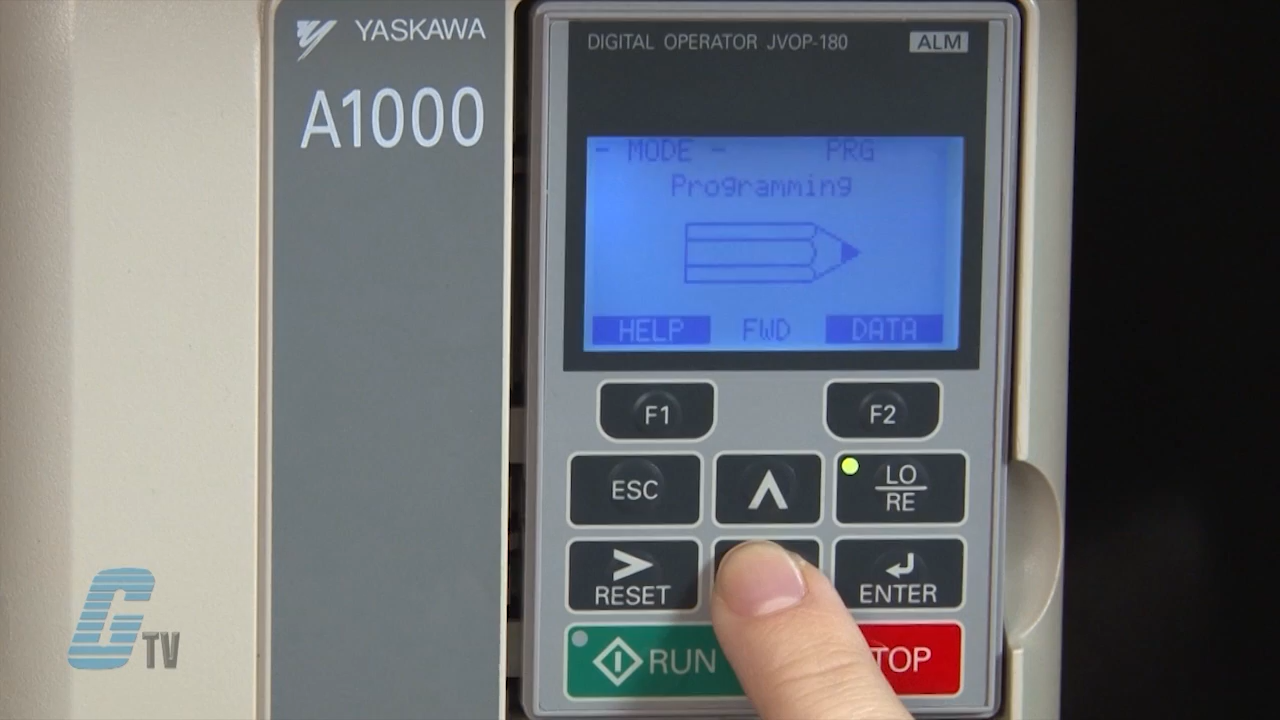 YASKAWA
A1000
DIGITAL OPERATOR JVOP-180
ALM
- MODE - PRG
Programming
HELP FWD DATA
F1
F2
ESC
LO
RE
RESET
ENTER
RUN
TOP
G TV